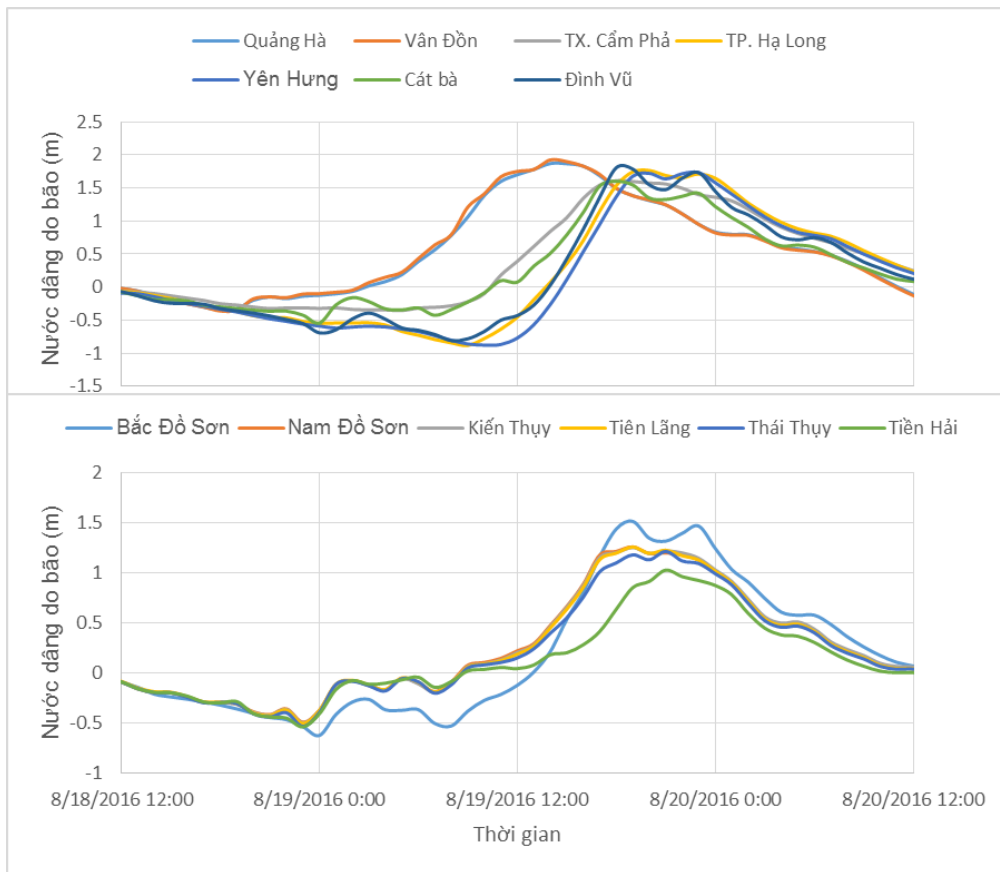 Quảng Hà Vân Đồn TX. Cẩm Phả TP. Hạ Long
Yên Hưng Cát bà Đình Vũ
Nước dâng do bão (m)
2.5
2
1.5
1
0.5
0
-0.5
-1
-1.5
Bắc Đồ Sơn Nam Đồ Sơn Kiến Thụy Tiên Lãng Thái Thụy Tiền Hải
Nước dâng do bão (m)
2
1.5
1
0.5
0
-0.5
-1
8/18/2016 12:00 8/19/2016 0:00 8/19/2016 12:00 8/20/2016 0:00 8/20/2016 12:00
Thời gian